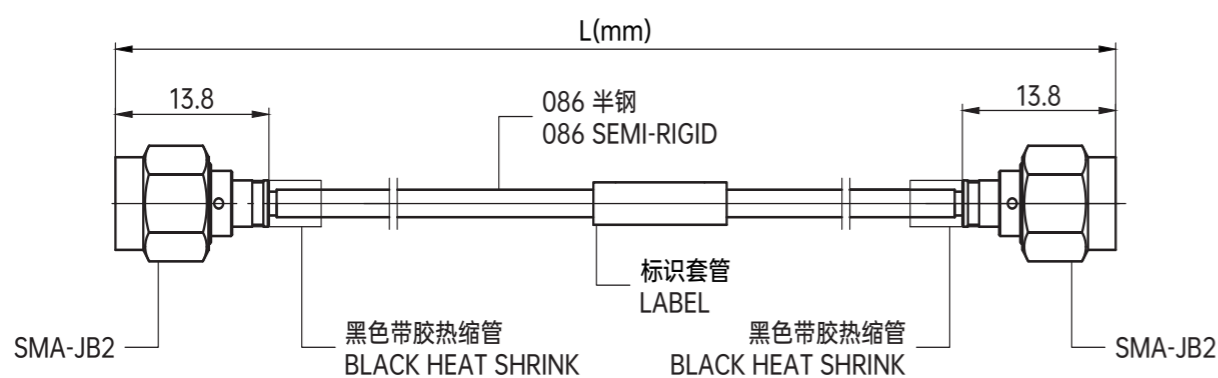 L(mm)
13.8
086 半钢
086 SEMI-RIGID
13.8
标识套管
LABEL
SMA-JB2
黑色带胶热缩管
BLACK HEAT SHRINK
黑色带胶热缩管
BLACK HEAT SHRINK
SMA-JB2